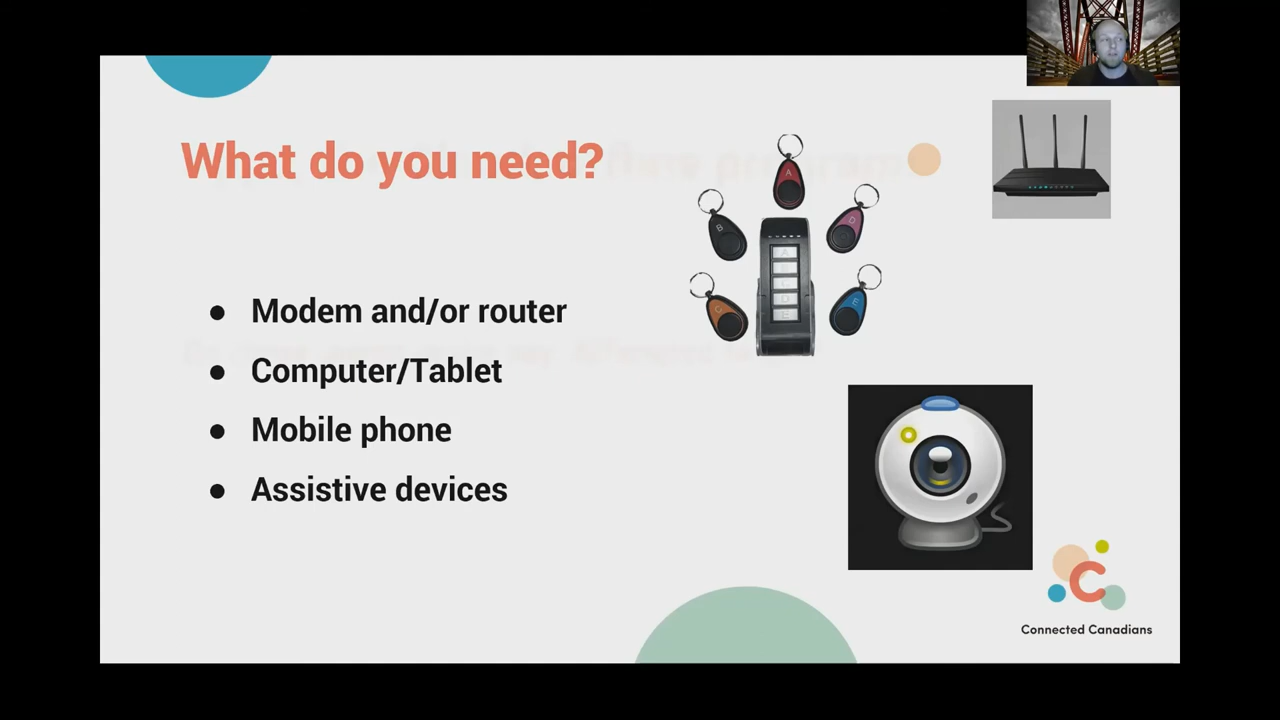 What do you need?
● Modem and/or router
● Computer/Tablet
● Mobile phone
● Assistive devices
A
B
D
C
E
Connected Canadians